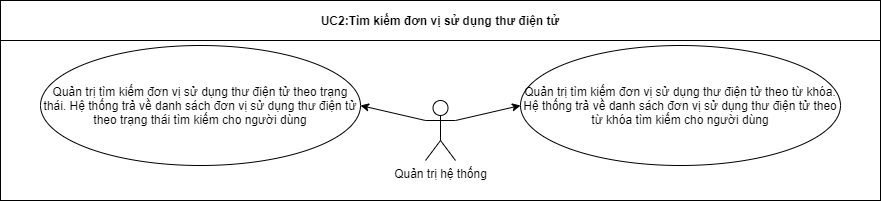 UC2:Tìm kiếm đơn vị sử dụng thư điện tử
Quản trị tìm kiếm đơn vị sử dụng thư điện tử theo trạng
thái. Hệ thống trả về danh sách đơn vị sử dụng thư điện tử
theo trạng thái tìm kiếm cho người dùng
Quản trị tìm kiếm đơn vị sử dụng thư điện tử theo từ khóa.
Hệ thống trả về danh sách đơn vị sử dụng thư điện tử theo
từ khóa tìm kiếm cho người dùng
Quản trị hệ thống